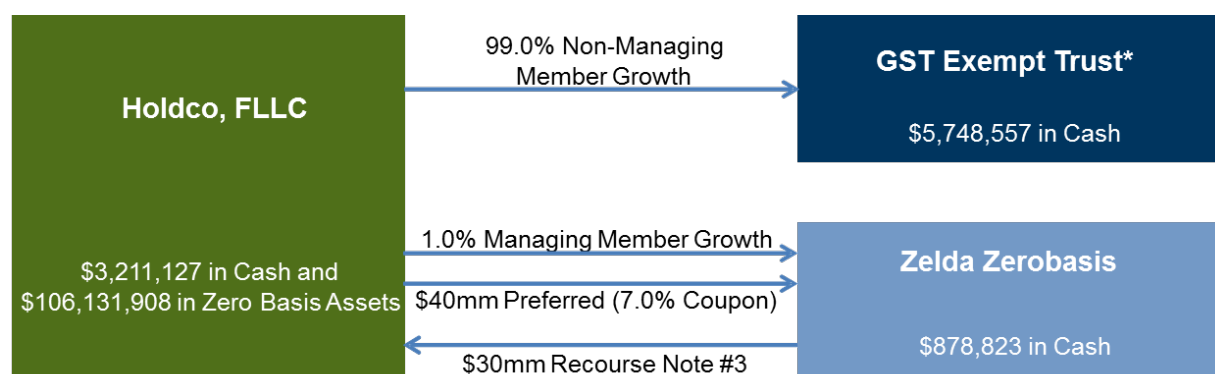 Holdco, FLLC
$3,211,127 in Cash and
$106,131,908 in Zero Basis Assets
99.0% Non-Managing
Member Growth
GST Exempt Trust*
$5,748,557 in Cash
1.0% Managing Member Growth
$40mm Preferred (7.0% Coupon)
$30mm Recourse Note #3
Zelda Zerobasis
$878,823 in Cash